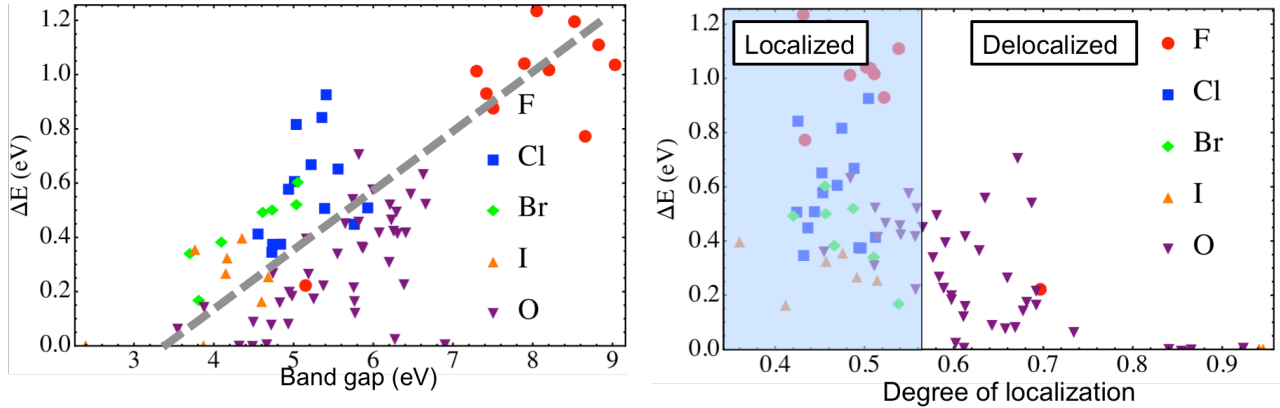 1.2
1.0
0.8
0.6
0.4
0.2
0.0
ΔE (eV)
3 4 5 6 7 8 9
Band gap (eV)
F
Cl
Br
I
O
1.2
1.0
0.8
0.6
0.4
0.2
0.0
ΔE (eV)
Localized
Delocalized
F
Cl
Br
I
O
0.4 0.5 0.6 0.7 0.8 0.9
Degree of localization